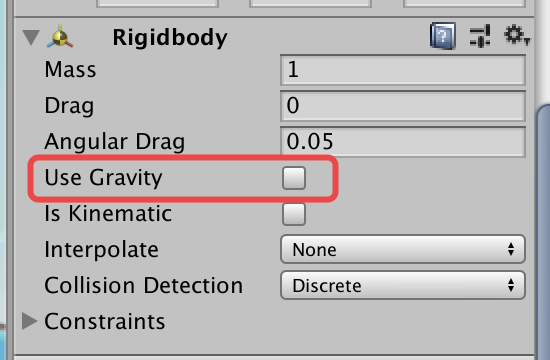 Rigidbody
Mass 1
Drag 0
Angular Drag 0.05
Use Gravity
Is Kinematic
Interpolate None
Collision Detection Discrete
Constraints